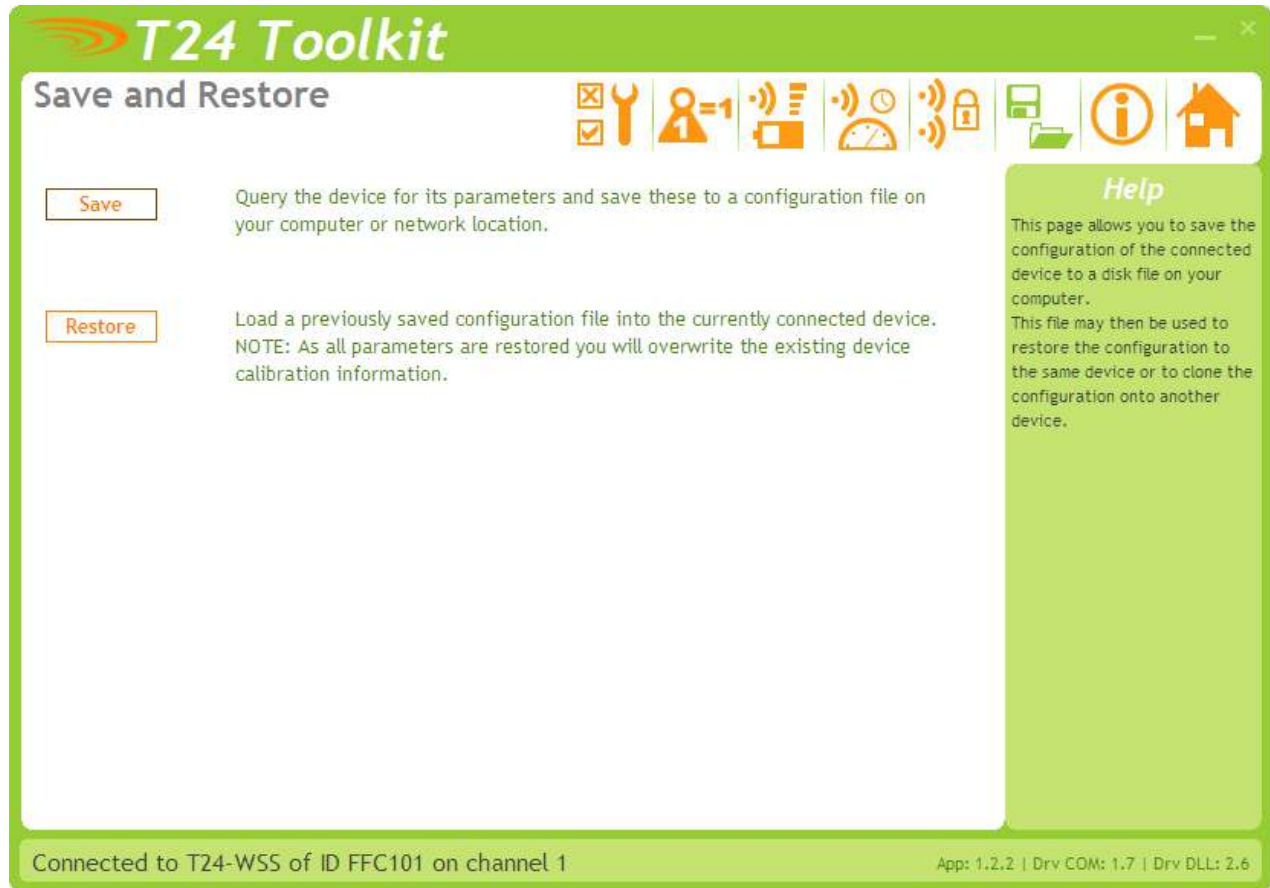 T24 Toolkit
Save and Restore
1
=1
Save
Query the device for its parameters and save these to a configuration file on
your computer or network location.
Restore
Load a previously saved configuration file into the currently connected device.
NOTE: As all parameters are restored you will overwrite the existing device
calibration information.
Help
This page allows you to save the
configuration of the connected
device to a disk file on your
computer.
This file may then be used to
restore the configuration to
the same device or to clone the
configuration onto another
device.
Connected to T24-WSS of ID FFC101 on channel 1
App: 1.2.2 | Drv COM: 1.7 | Drv DLL: 2.6